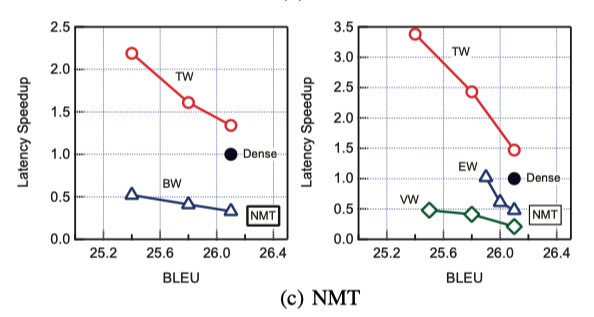 2.5
2.0
1.5
1.0
0.5
0.0
Latency Speedup
TW
Dense
BW
NMT
25.2 25.6 26.0 26.4
BLEU
3.5
3.0
2.5
2.0
1.5
1.0
0.5
0.0
Latency Speedup
TW
EW
Dense
VW
NMT
25.2 25.6 26.0 26.4
BLEU
(c) NMT